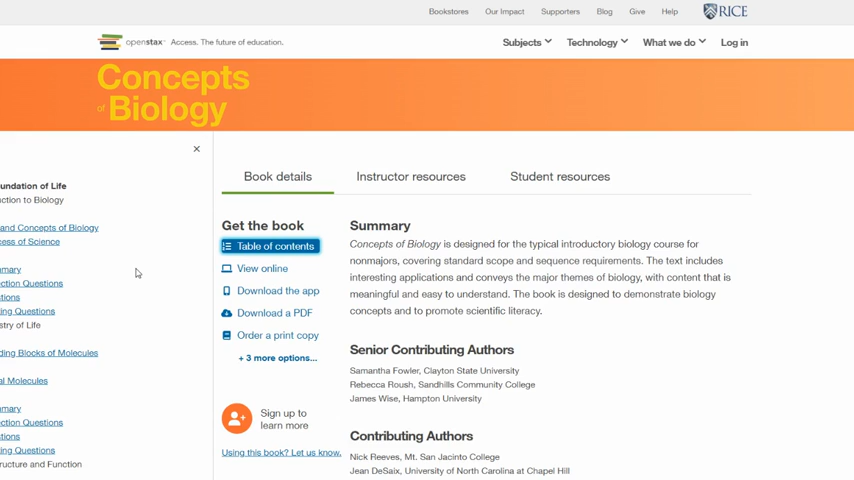 Bookstores Our Impact Supporters Blog Give Help RICE
openstax Access. The future of education. Subjects Technology What we do Log in
Concepts
of Biology
Book details Instructor resources Student resources
undation of Life
uction to Biology
and Concepts of Biology
cess of Science
mmary
ction Questions
tions
ing Questions
stry of Life
ding Blocks of Molecules
al Molecules
mmary
ction Questions
tions
ing Questions
ructure and Function
Get the book
Table of contents
View online
Download the app
Download a PDF
Order a print copy
+ 3 more options...
Sign up to
learn more
Using this book? Let us know.
Summary
Concepts of Biology is designed for the typical introductory biology course for
nonmajors, covering standard scope and sequence requirements. The text includes
interesting applications and conveys the major themes of biology, with content that is
meaningful and easy to understand. The book is designed to demonstrate biology
concepts and to promote scientific literacy.
Senior Contributing Authors
Samantha Fowler, Clayton State University
Rebecca Roush, Sandhills Community College
James Wise, Hampton University
Contributing Authors
Nick Reeves, Mt. San Jacinto College
Jean DeSaix, University of North Carolina at Chapel Hill